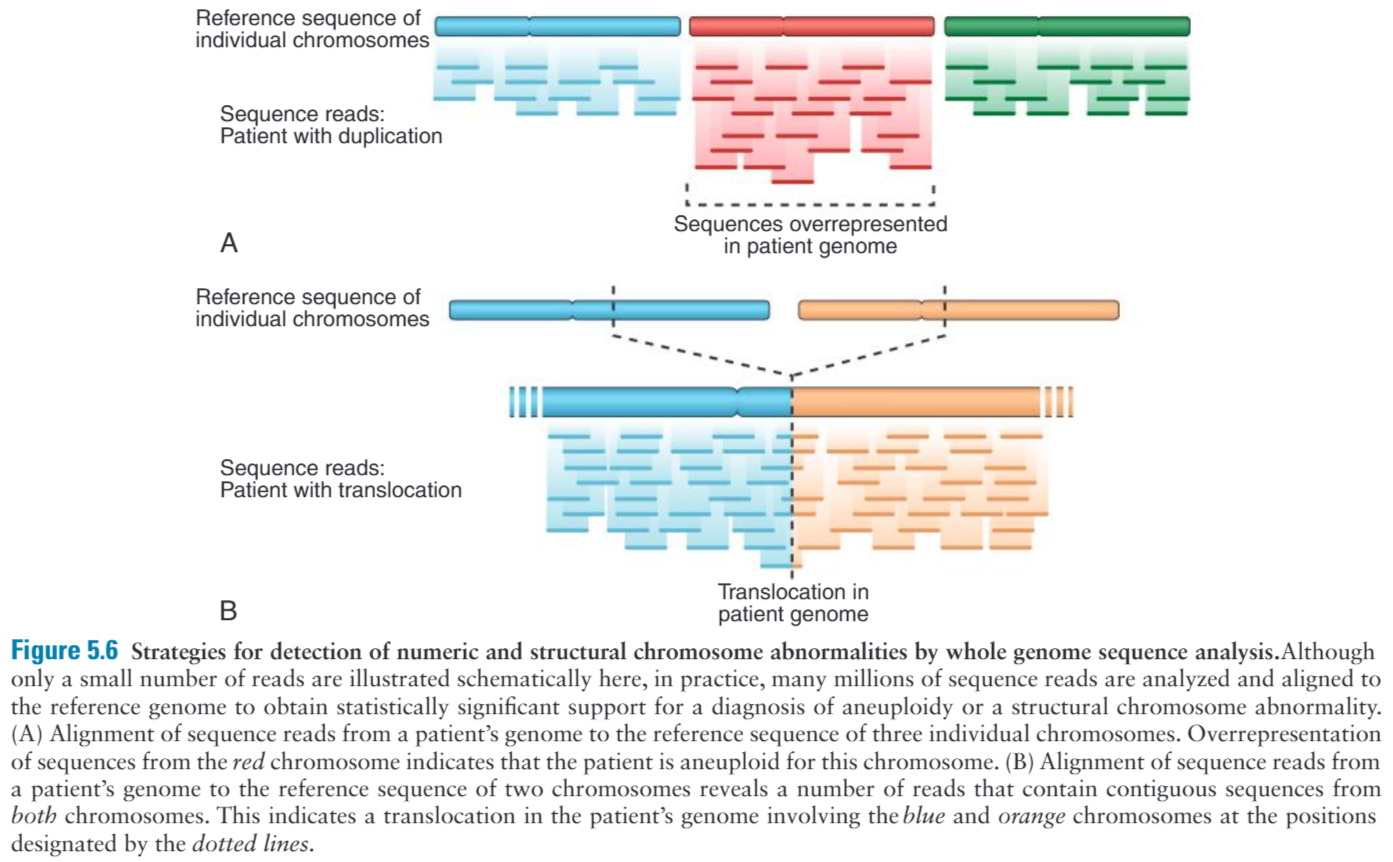 Reference sequence of
individual chromosomes
Sequence reads:
Patient with duplication
Sequences overrepresented
in patient genome
A
Reference sequence of
individual chromosomes
Sequence reads:
Patient with translocation
Translocation in
patient genome
B
Figure 5.6 Strategies for detection of numeric and structural chromosome abnormalities by whole genome sequence analysis.Although
only a small number of reads are illustrated schematically here, in practice, many millions of sequence reads are analyzed and aligned to
the reference genome to obtain statistically significant support for a diagnosis of aneuploidy or a structural chromosome abnormality.
(A) Alignment of sequence reads from a patient's genome to the reference sequence of three individual chromosomes. Overrepresentation
of sequences from the red chromosome indicates that the patient is aneuploid for this chromosome. (B) Alignment of sequence reads from
a patient's genome to the reference sequence of two chromosomes reveals a number of reads that contain contiguous sequences from
both chromosomes. This indicates a translocation in the patient's genome involving the blue and orange chromosomes at the positions
designated by the dotted lines.